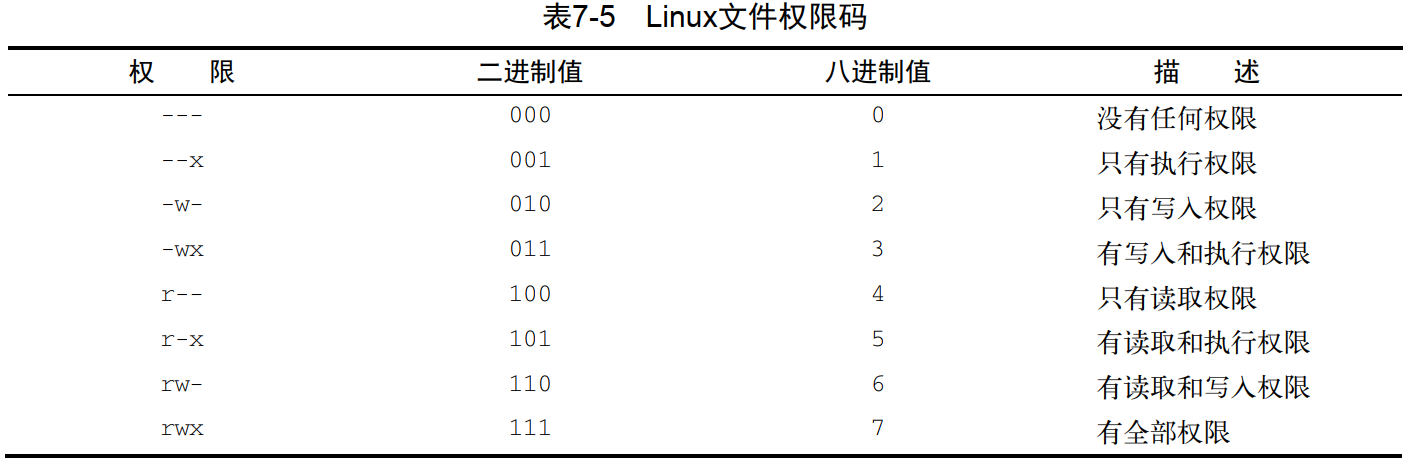 表7-5 Linux文件权限码
权 限 二进制值 八进制值 描 述
--- 000 0 没有任何权限
--x 001 1 只有执行权限
-w- 010 2 只有写入权限
-wx 011 3 有写入和执行权限
r-- 100 4 只有读取权限
r-x 101 5 有读取和执行权限
rw- 110 6 有读取和写入权限
rwx 111 7 有全部权限